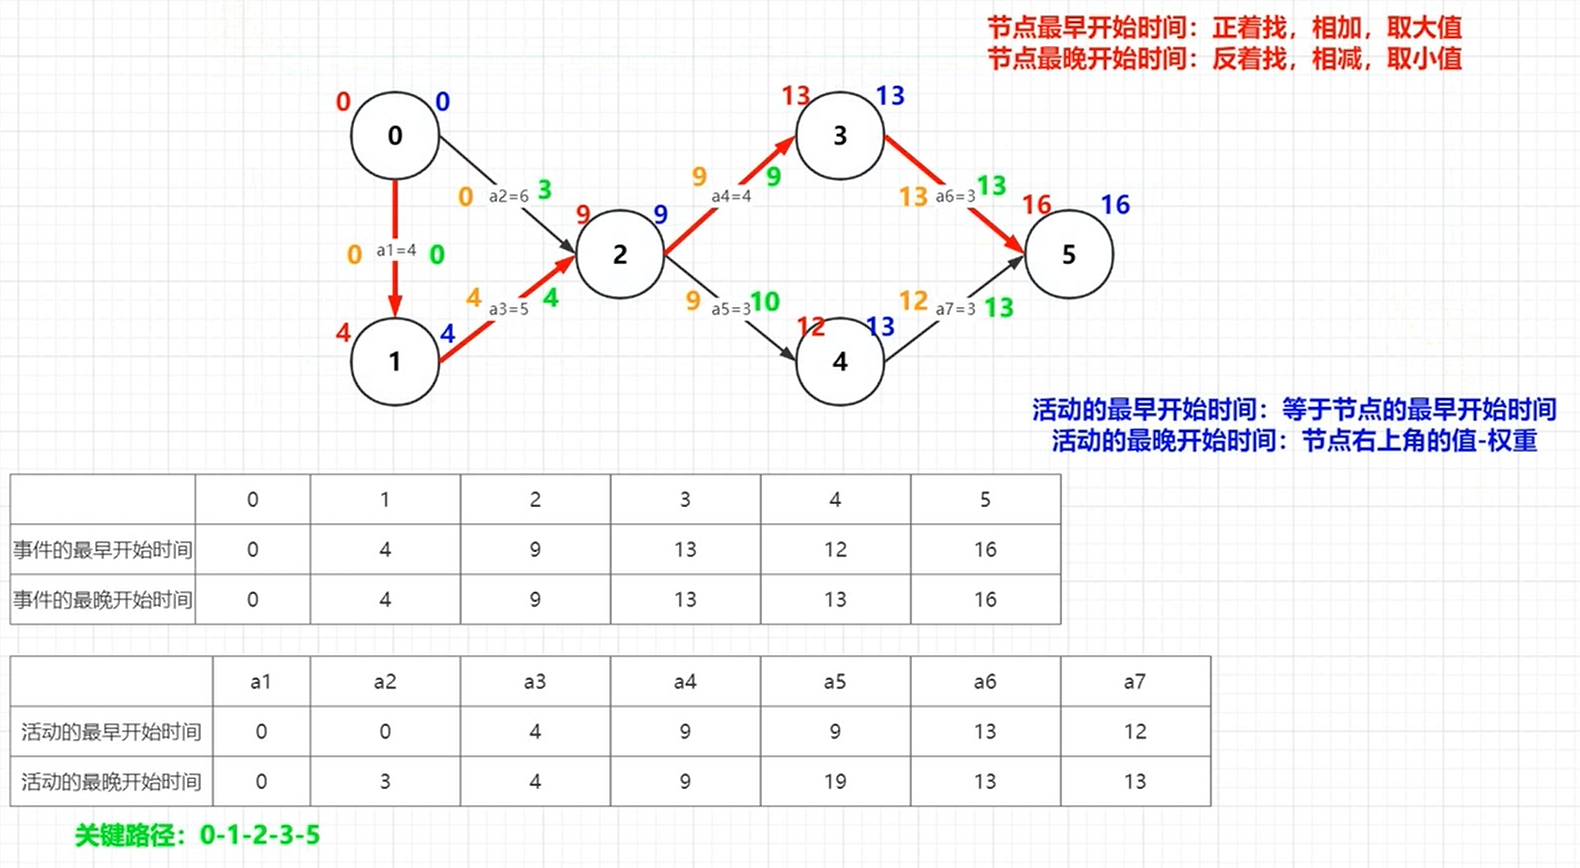 节点最早开始时间：正着找，相加，取大值
节点最晚开始时间：反着找，相减，取小值
0 0
0
13 13
3
0 a2=6 3
9 a4=4 9
13 a6=3 13
9 9
2
16 16
5
0 a1=4 0
4 a3=5 4
9 a5=3 10
12 a7=3 13
4 4
1
12 13
4
活动的最早开始时间：等于节点的最早开始时间
活动的最晚开始时间：节点右上角的值-权重
0 1 2 3 4 5
事件的最早开始时间 0 4 9 13 12 16
事件的最晚开始时间 0 4 9 13 13 16
a1 a2 a3 a4 a5 a6 a7
活动的最早开始时间 0 0 4 9 9 13 12
活动的最晚开始时间 0 3 4 9 19 13 13
关键路径：0-1-2-3-5